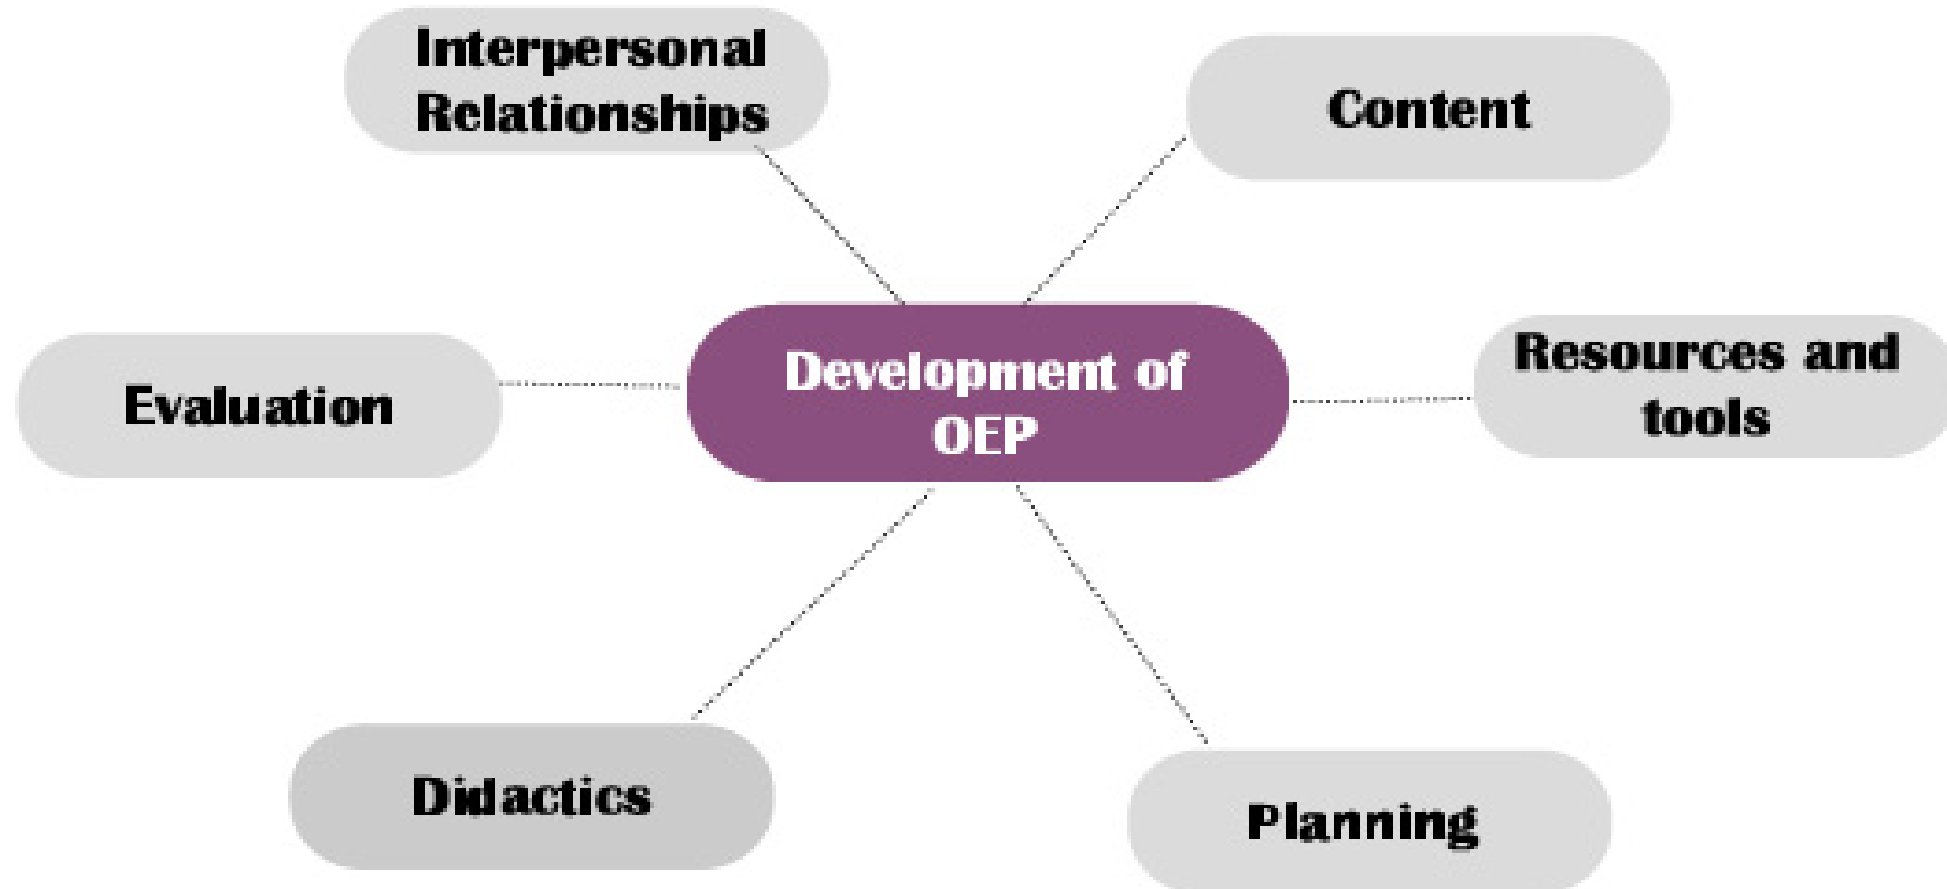 Interpersonal
Relationships
Content
Development of
OEP
Resources and
tools
Evaluation
Didactics
Planning